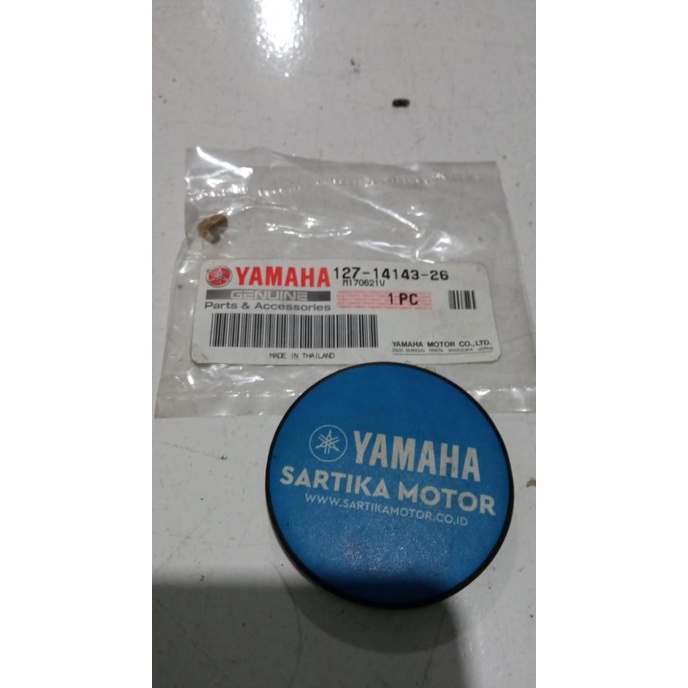 YAMAHA 127-14143-26
M170621V
GENUINE
Parts & Accessories
1 PC
YAMAHA MOTOR CO.,LTD.
MADE IN THAILAND
YAMAHA
SARTIKA MOTOR
WWW.SARTIKAMOTOR.CO.ID